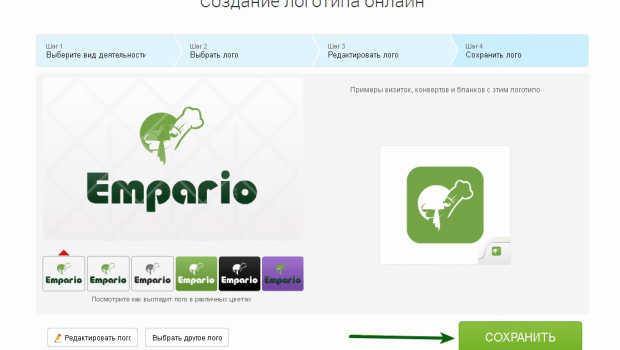 Создание логотипа онлайн
Шаг 1
Выберите вид деятельности
Шаг 2
Выбрать лого
Шаг 3
Редактировать лого
Шаг 4
Сохранить лого
Empario
Примеры визиток, конвертов и бланков с этим логотипо
Empario Empario Empario Empario Empario Empario
Посмотрите как выглядит лого в различных цветах
Редактировать лого
Выбрать другое лого
СОХРАНИТЬ